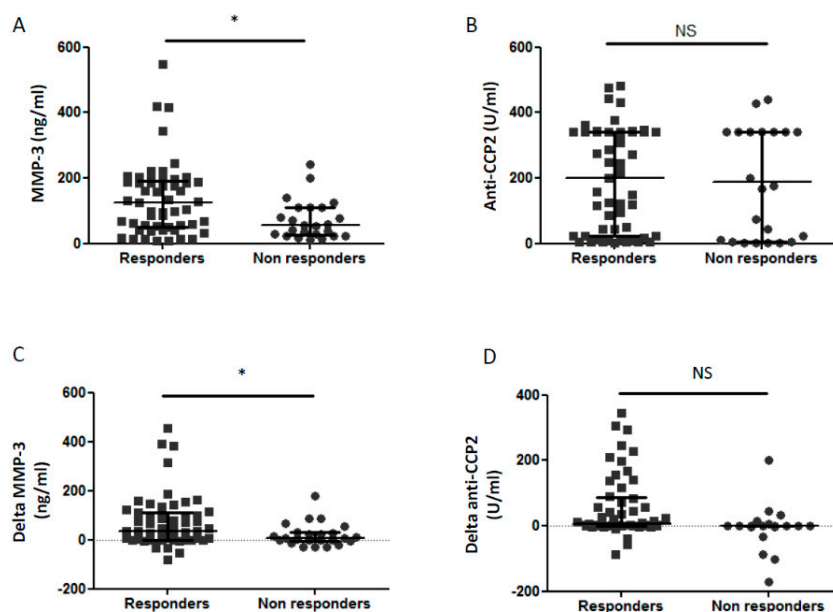 A
*
600
400
200
0
MMP-3 (ng/ml)
Responders
Non responders
B
NS
600
400
200
0
Anti-CCP2 (U/ml)
Responders
Non responders
C
*
600
400
200
0
-200
Delta MMP-3
(ng/ml)
Responders
Non responders
D
NS
400
200
0
-200
Delta anti-CCP2
(U/ml)
Responders
Non responders